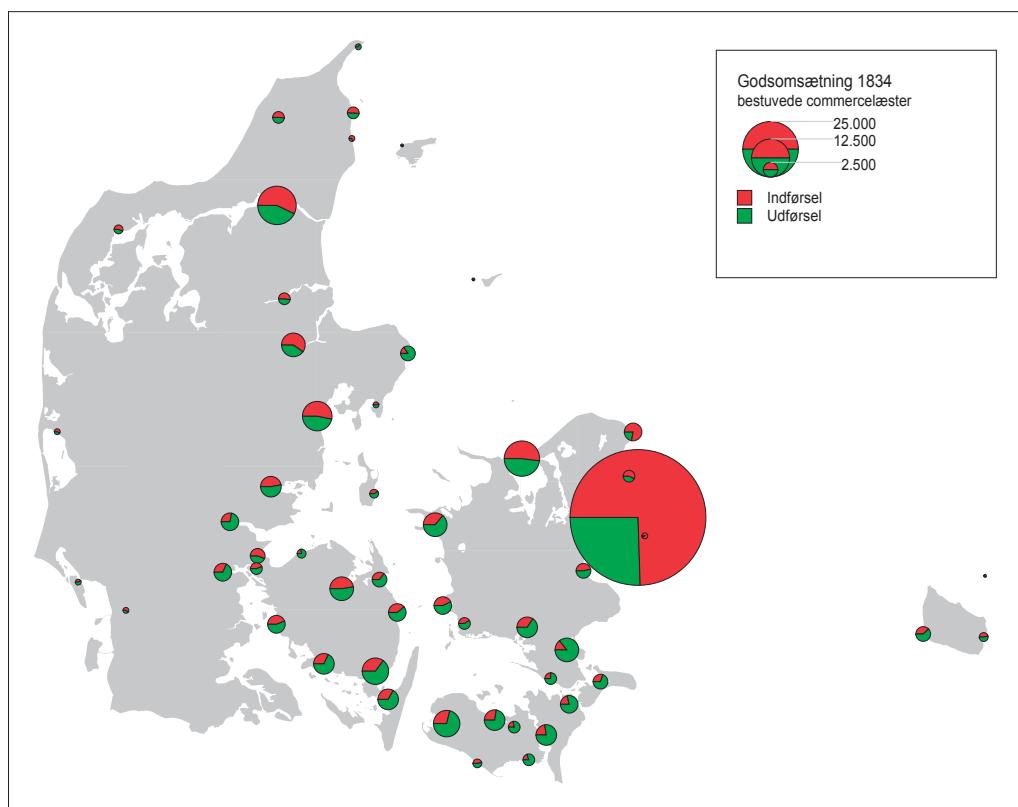 Godsomsætning 1834
bestuvede commercelæster
25.000
12.500
2.500
Indførsel
Udførsel